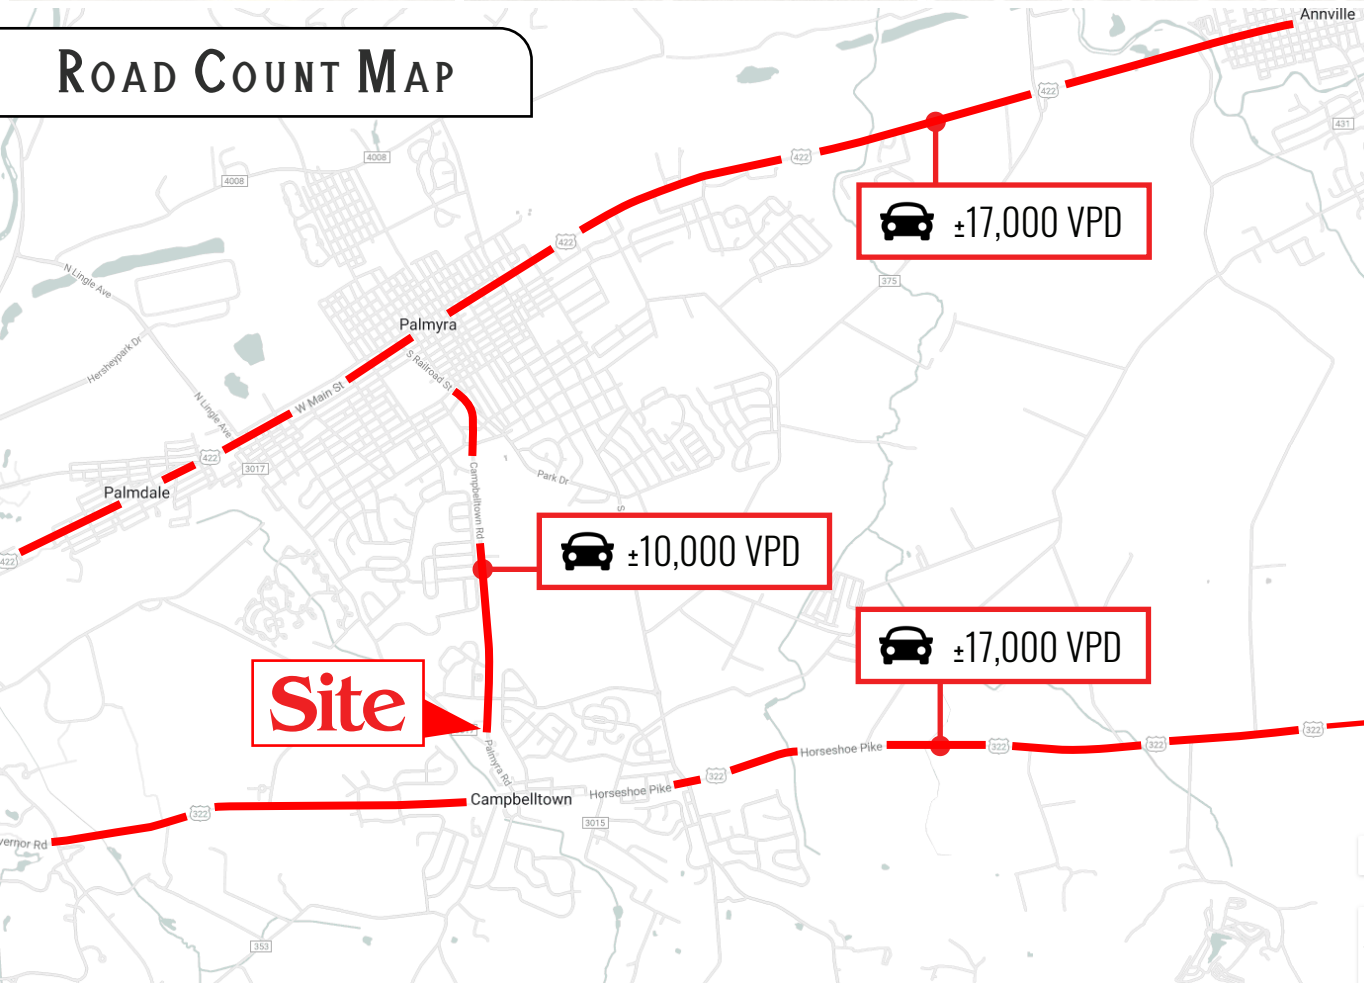 Annville
ROAD COUNT MAP
422
431
4008
422
4008
±17,000 VPD
422
N Lingle Ave
375
Palmyra
Hersheypark Dr
S Railroad St
W Main St
N Lingle Ave
422
3017
Park Dr
Campbelltown Rd
Palmdale
S
±10,000 VPD
422
±17,000 VPD
Site
322
Horseshoe Pike
322
322
Palmyra Rd
322
Horseshoe Pike
Campbelltown
322
3015
vernor Rd
353